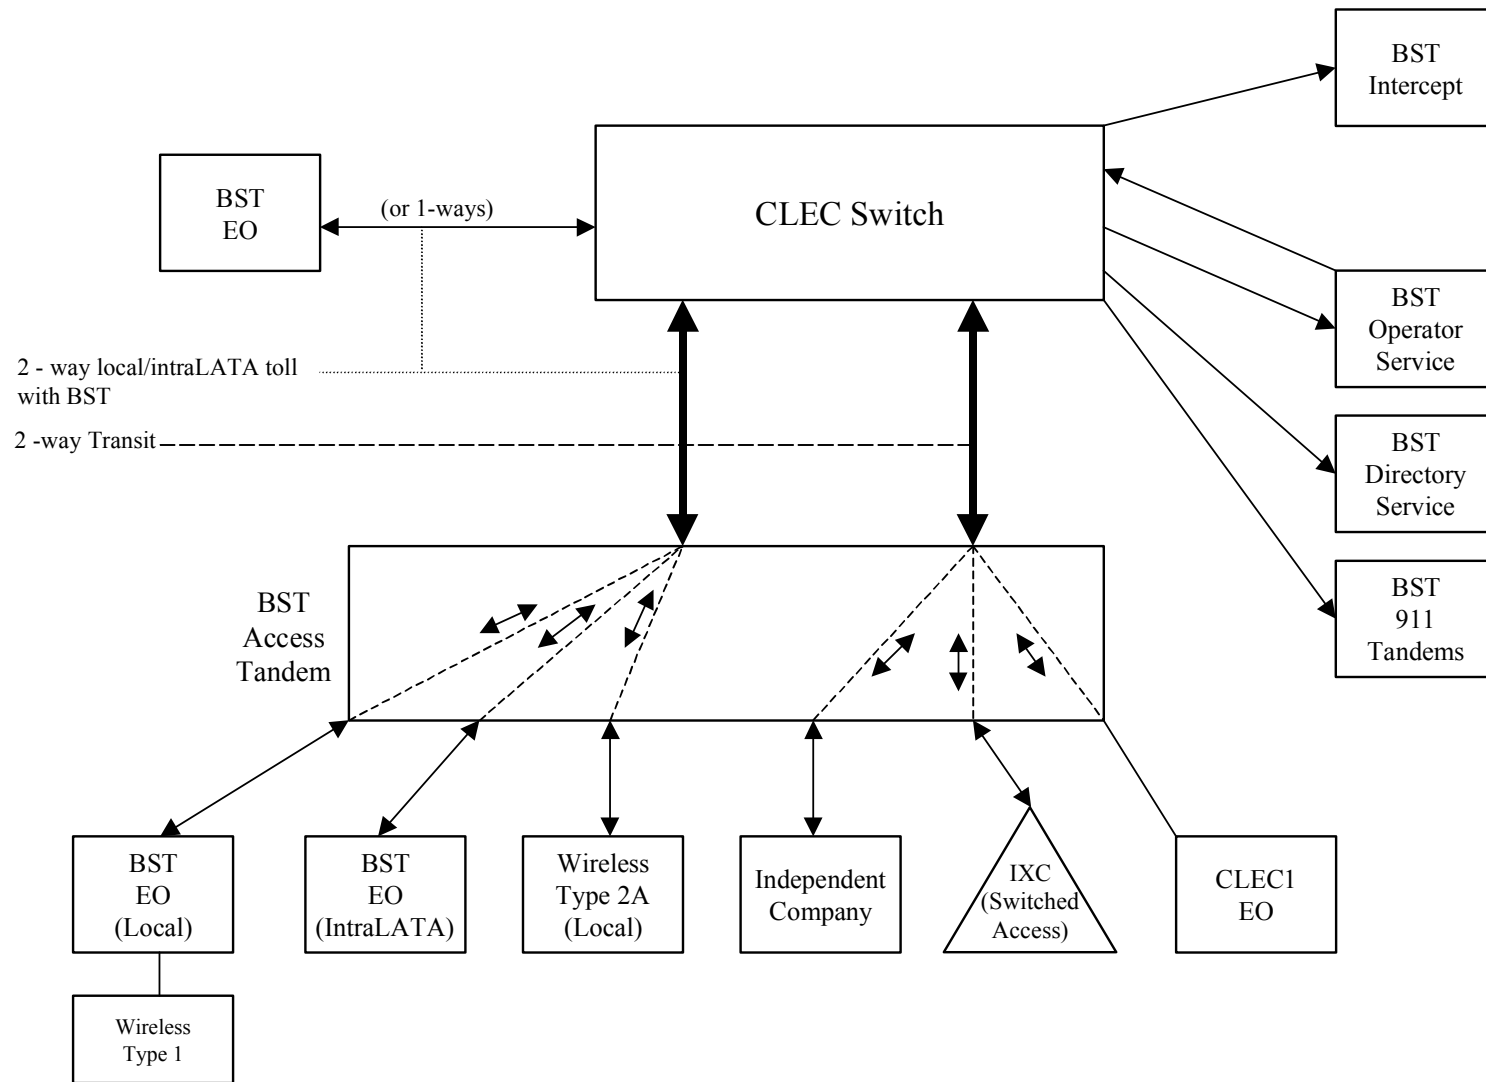 BST
Intercept
BST
EO
(or 1-ways)
CLEC Switch
BST
Operator
Service
2 - way local/intraLATA toll
with BST
2 -way Transit
BST
Directory
Service
BST
911
Tandems
BST
Access
Tandem
BST
EO
(Local)
BST
EO
(IntraLATA)
Wireless
Type 2A
(Local)
Independent
Company
IXC
(Switched
Access)
CLEC1
EO
Wireless
Type 1